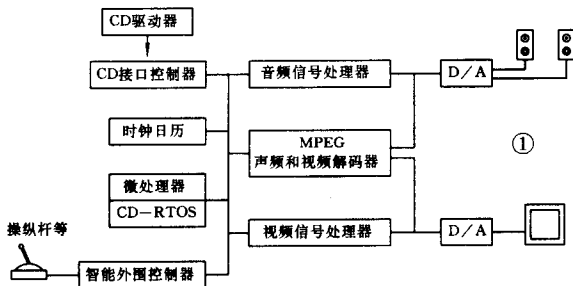 CD驱动器
CD接口控制器
音频信号处理器
D/A
时钟日历
MPEG
声频和视频解码器
①
微处理器
CD－RTOS
操纵杆等
视频信号处理器
D/A
智能外围控制器